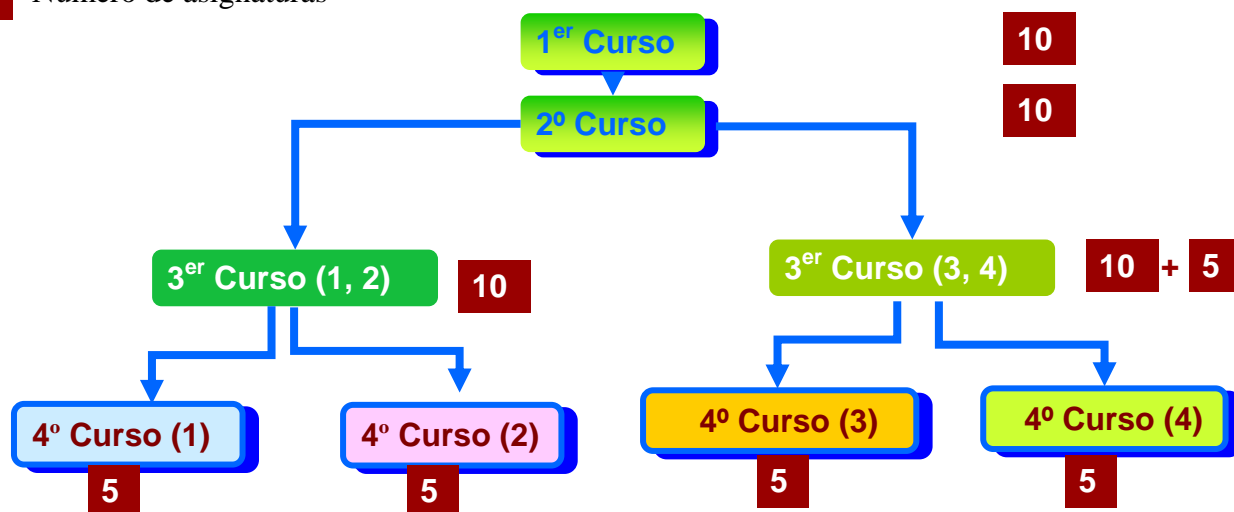 Número de asignaturas
1er Curso
10
2º Curso
10
3er Curso (1, 2)
10
3er Curso (3, 4)
10 + 5
4º Curso (1)
4º Curso (2)
4º Curso (3)
4º Curso (4)
5
5
5
5